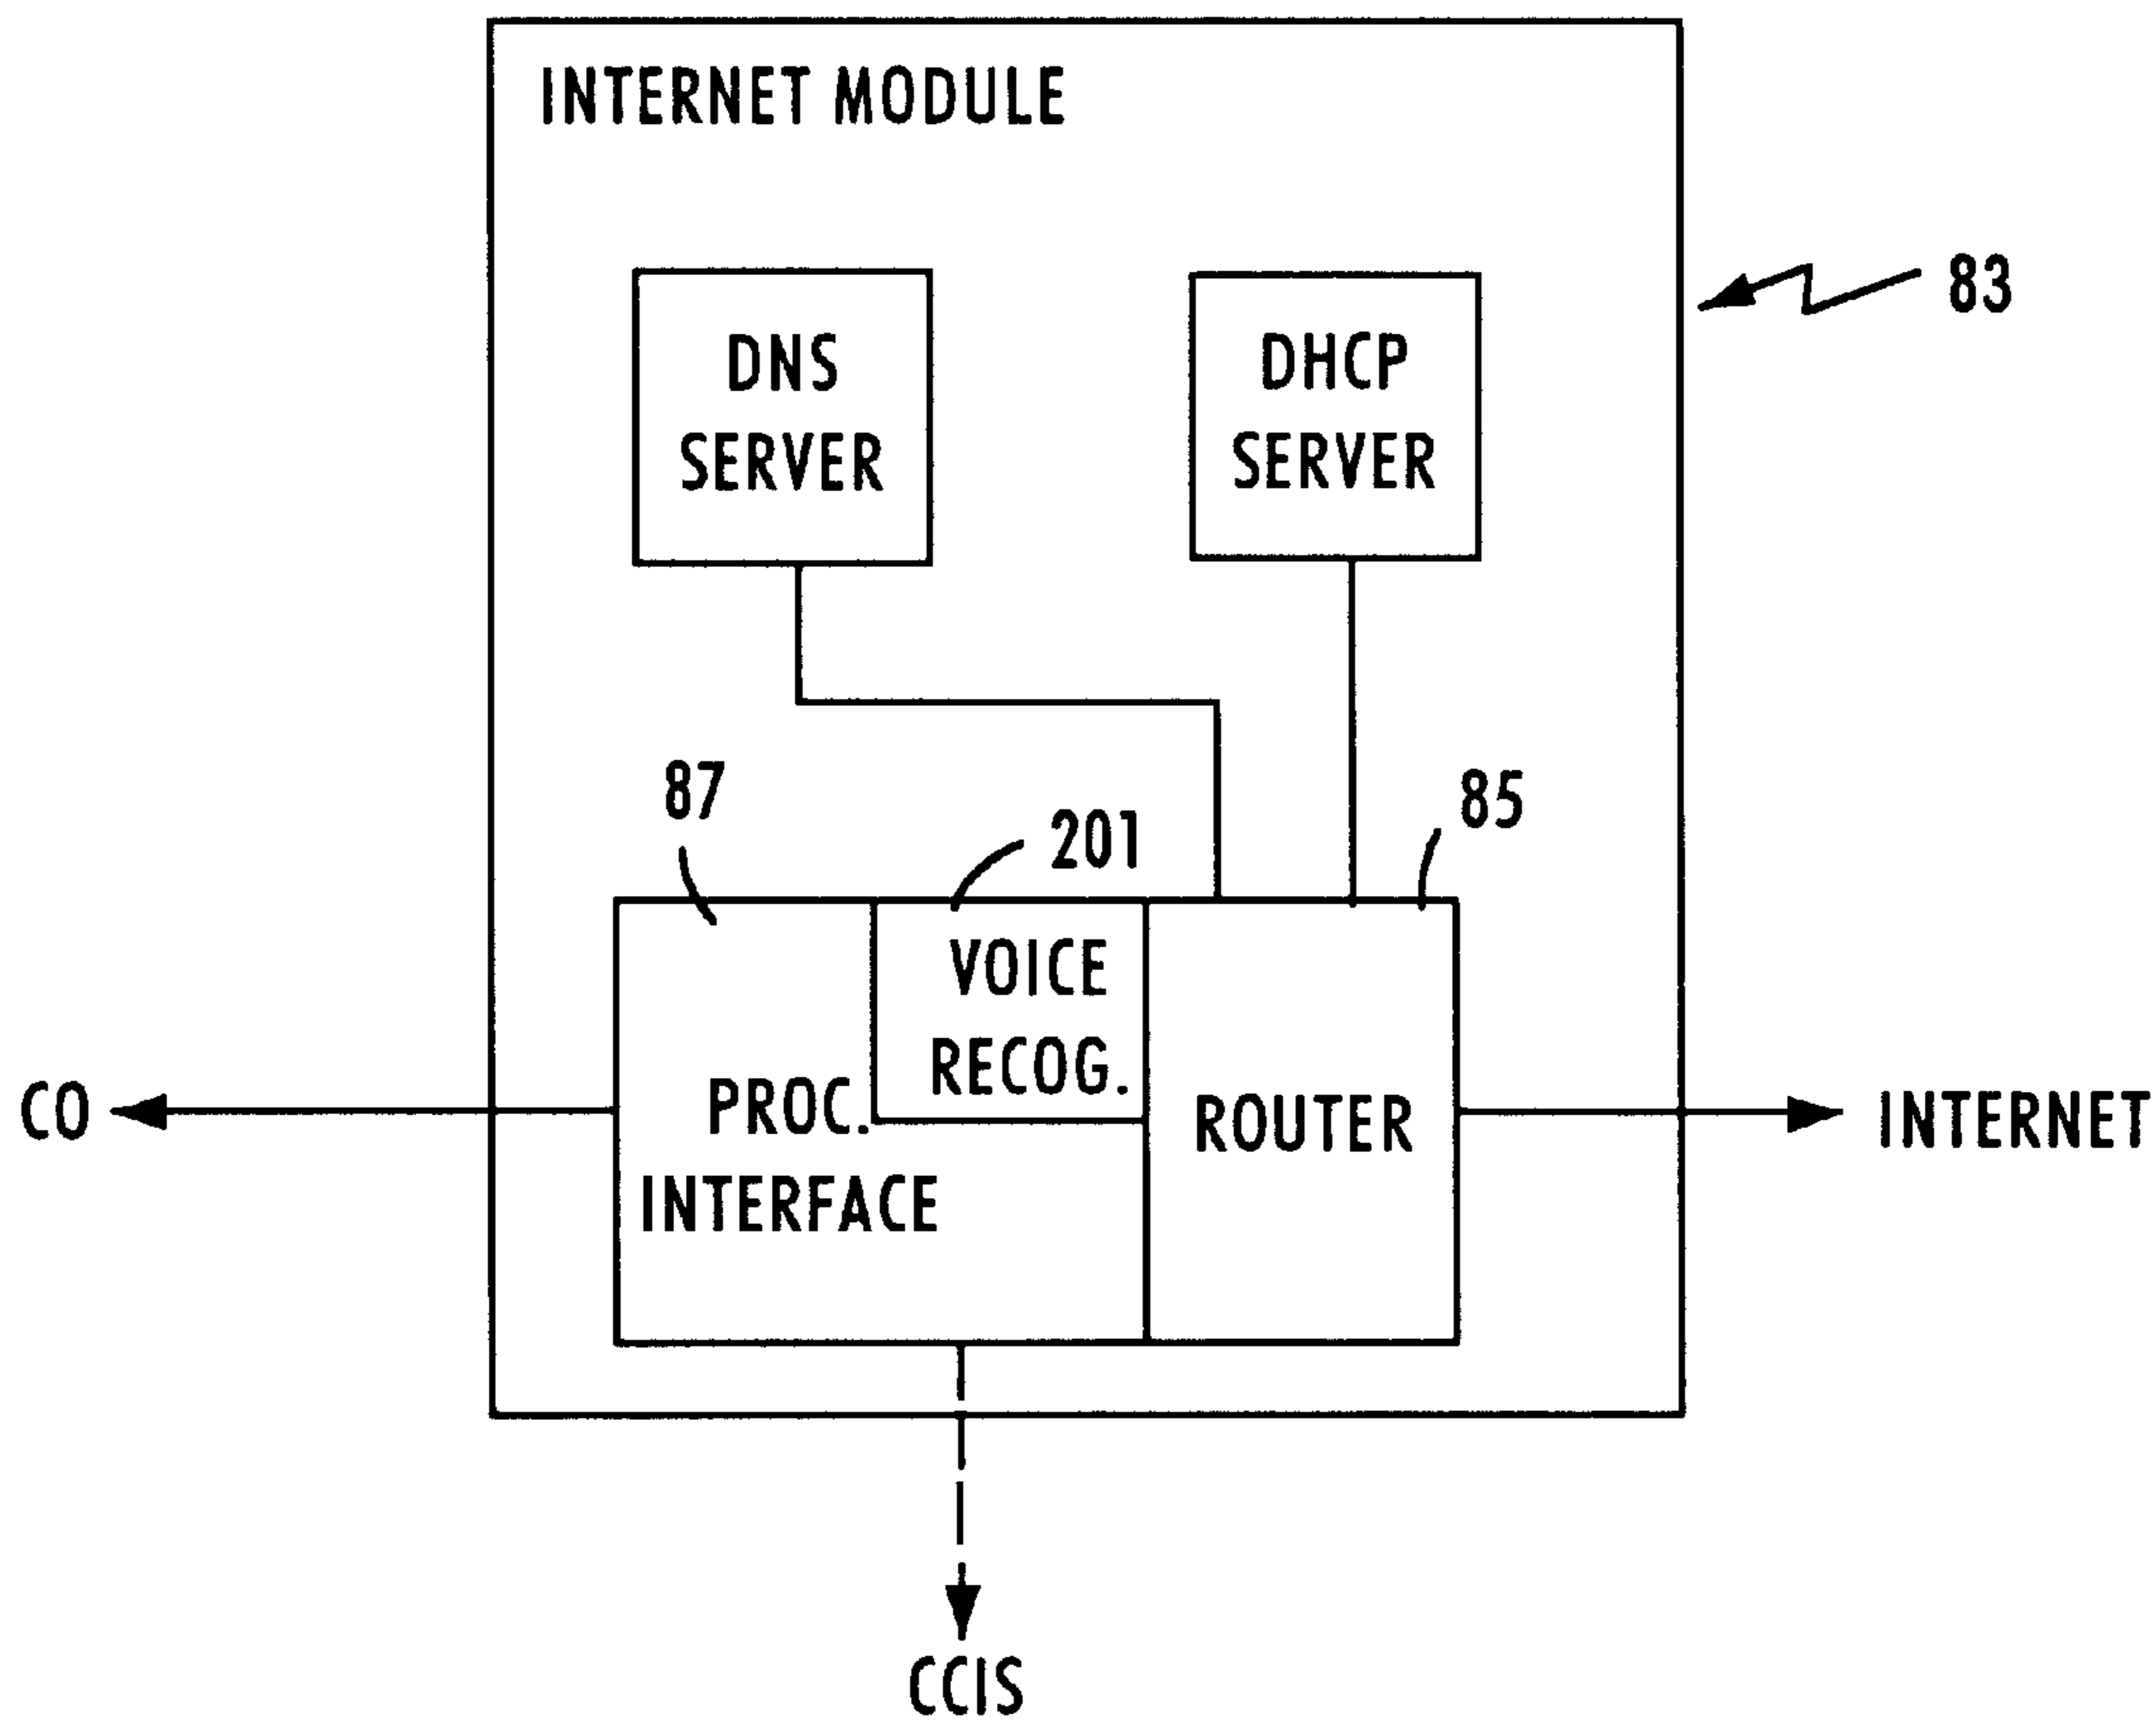 INTERNET MODULE
83
DNS
SERVER
DHCP
SERVER
87
201
85
VOICE
RECOG.
PROC.
INTERFACE
ROUTER
CO
INTERNET
CCIS